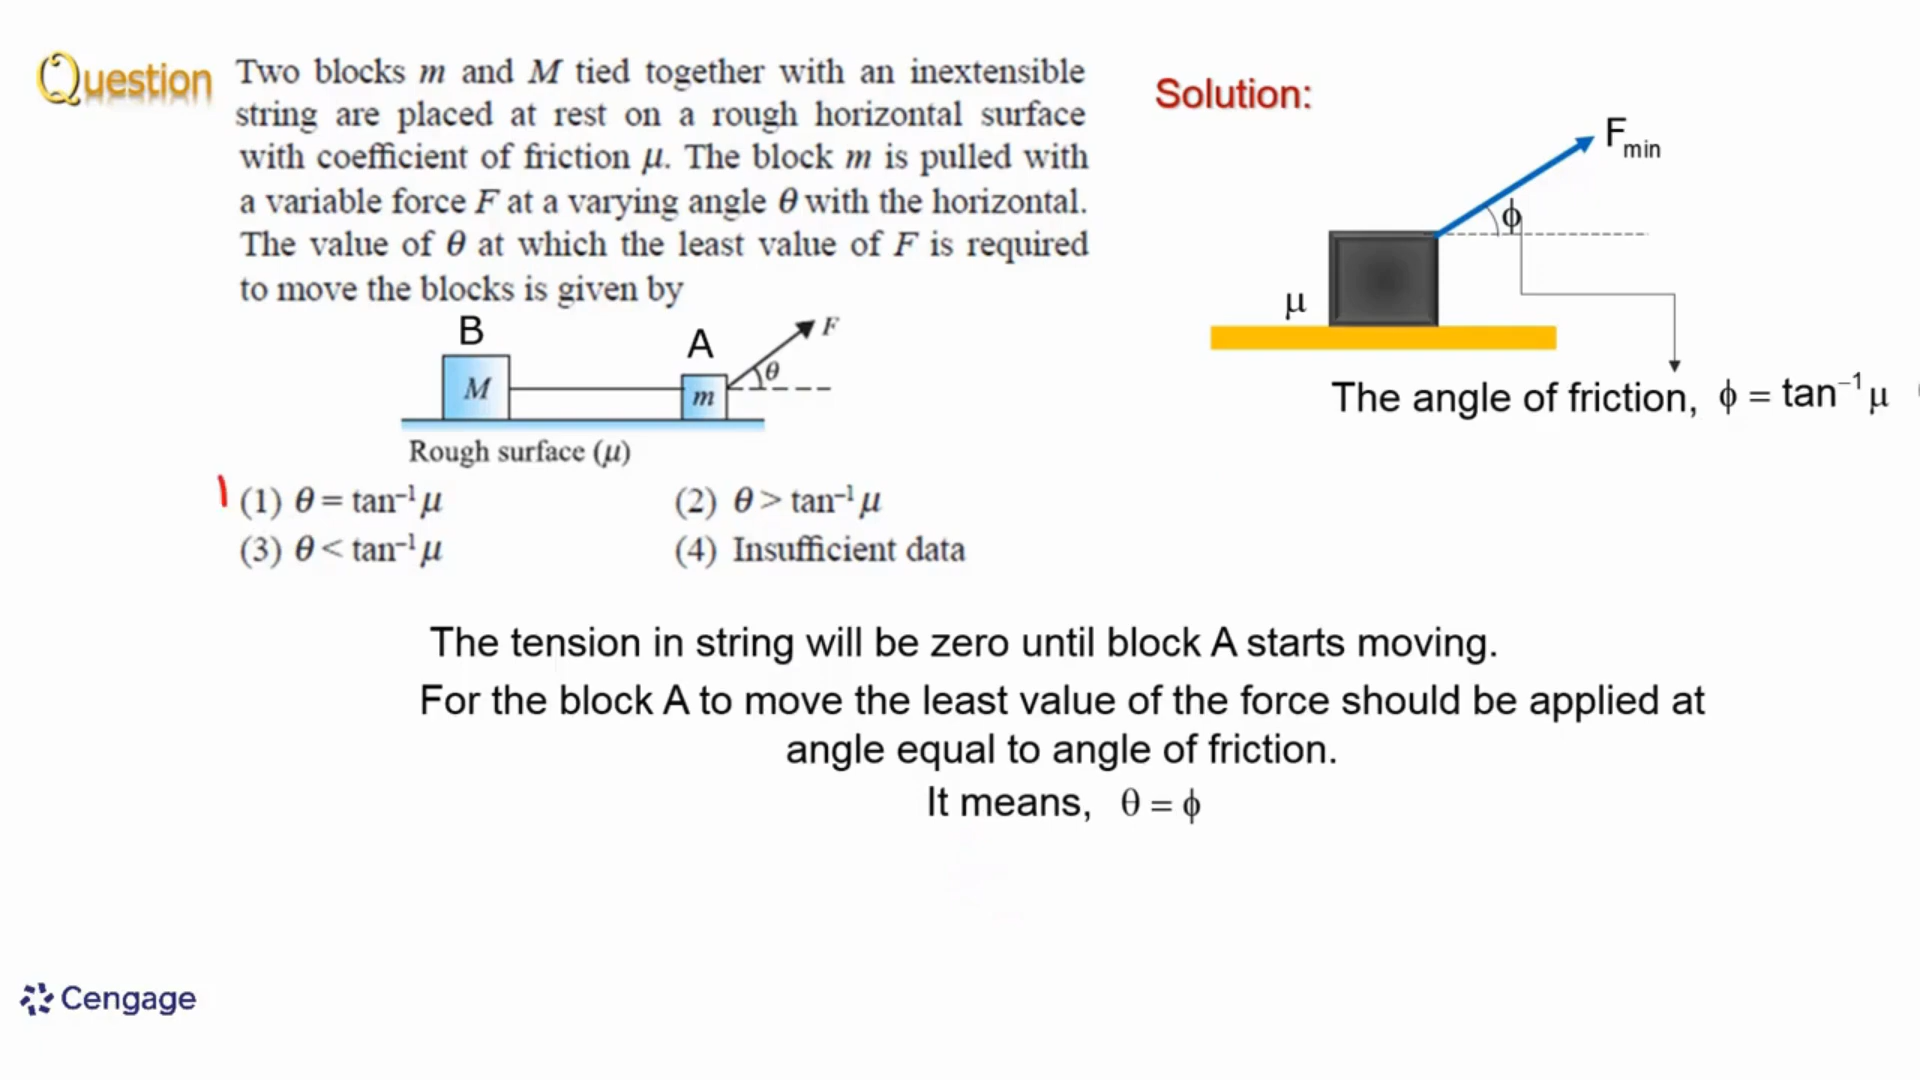 Question
Two blocks m and M tied together with an inextensible
string are placed at rest on a rough horizontal surface
with coefficient of friction μ. The block m is pulled with
a variable force F at a varying angle θ with the horizontal.
The value of θ at which the least value of F is required
to move the blocks is given by
B
A
F
θ
M
m
Rough surface (μ)
(1) θ = tan⁻¹ μ
(2) θ > tan⁻¹ μ
(3) θ < tan⁻¹ μ
(4) Insufficient data
Solution:
Fmin
ϕ
μ
The angle of friction, ϕ = tan⁻¹ μ
The tension in string will be zero until block A starts moving.
For the block A to move the least value of the force should be applied at
angle equal to angle of friction.
It means, θ = ϕ
Cengage